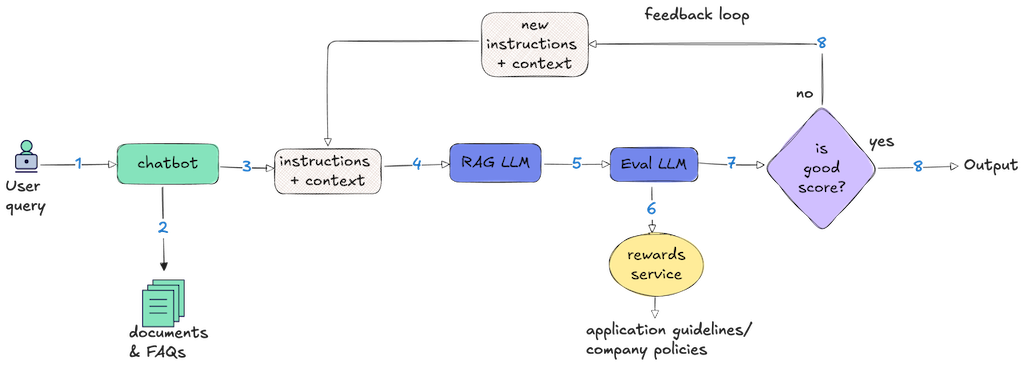 feedback loop
new
instructions
+ context
8
no
User
query
1
chatbot
3
instructions
+ context
4
RAG LLM
5
Eval LLM
7
is
good
score?
yes
8
Output
2
documents
& FAQs
6
rewards
service
application guidelines/
company policies